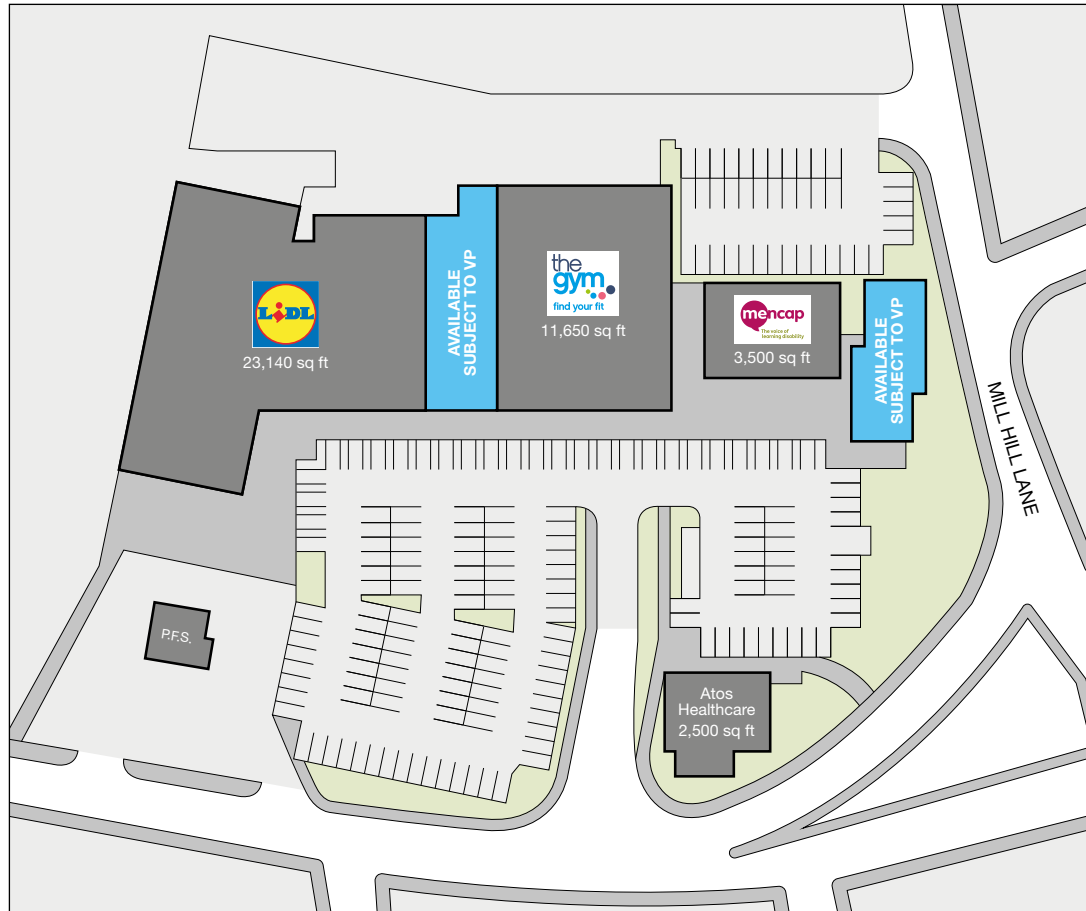 LIDL
23,140 sq ft
AVAILABLE
SUBJECT TO VP
the
gym
find your fit
11,650 sq ft
mencap
The voice of
learning disability
3,500 sq ft
AVAILABLE
SUBJECT TO VP
MILL HILL LANE
P.F.S.
Atos
Healthcare
2,500 sq ft